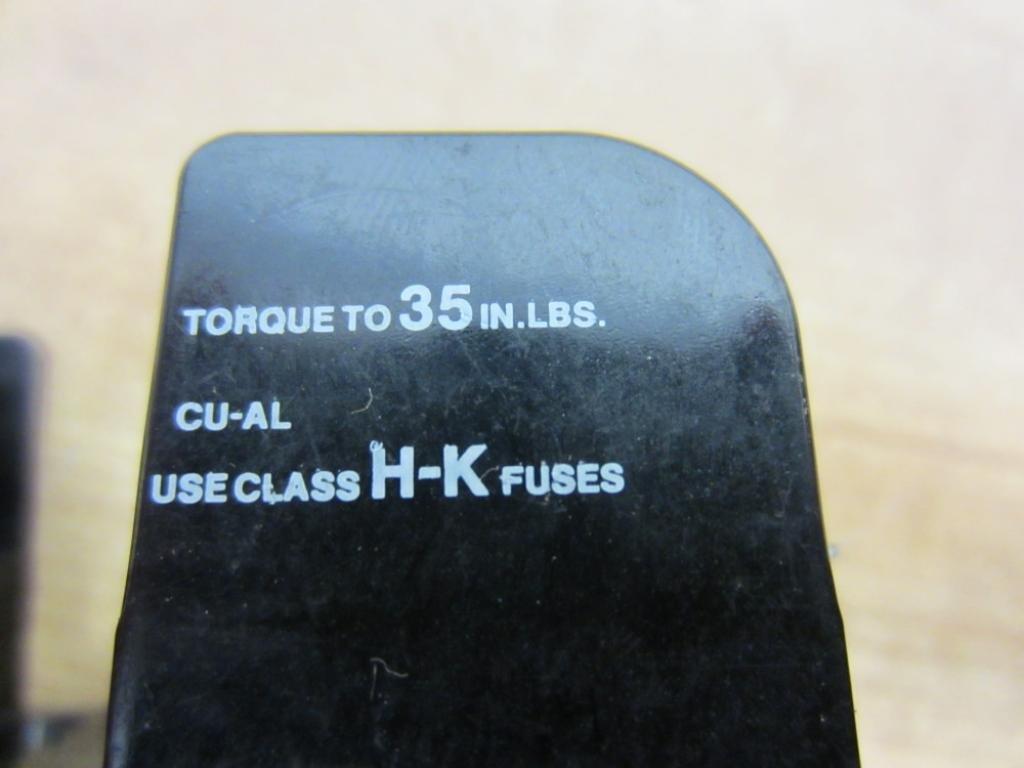 TORQUE TO 35 IN.LBS.
CU-AL
USE CLASS H-K FUSES